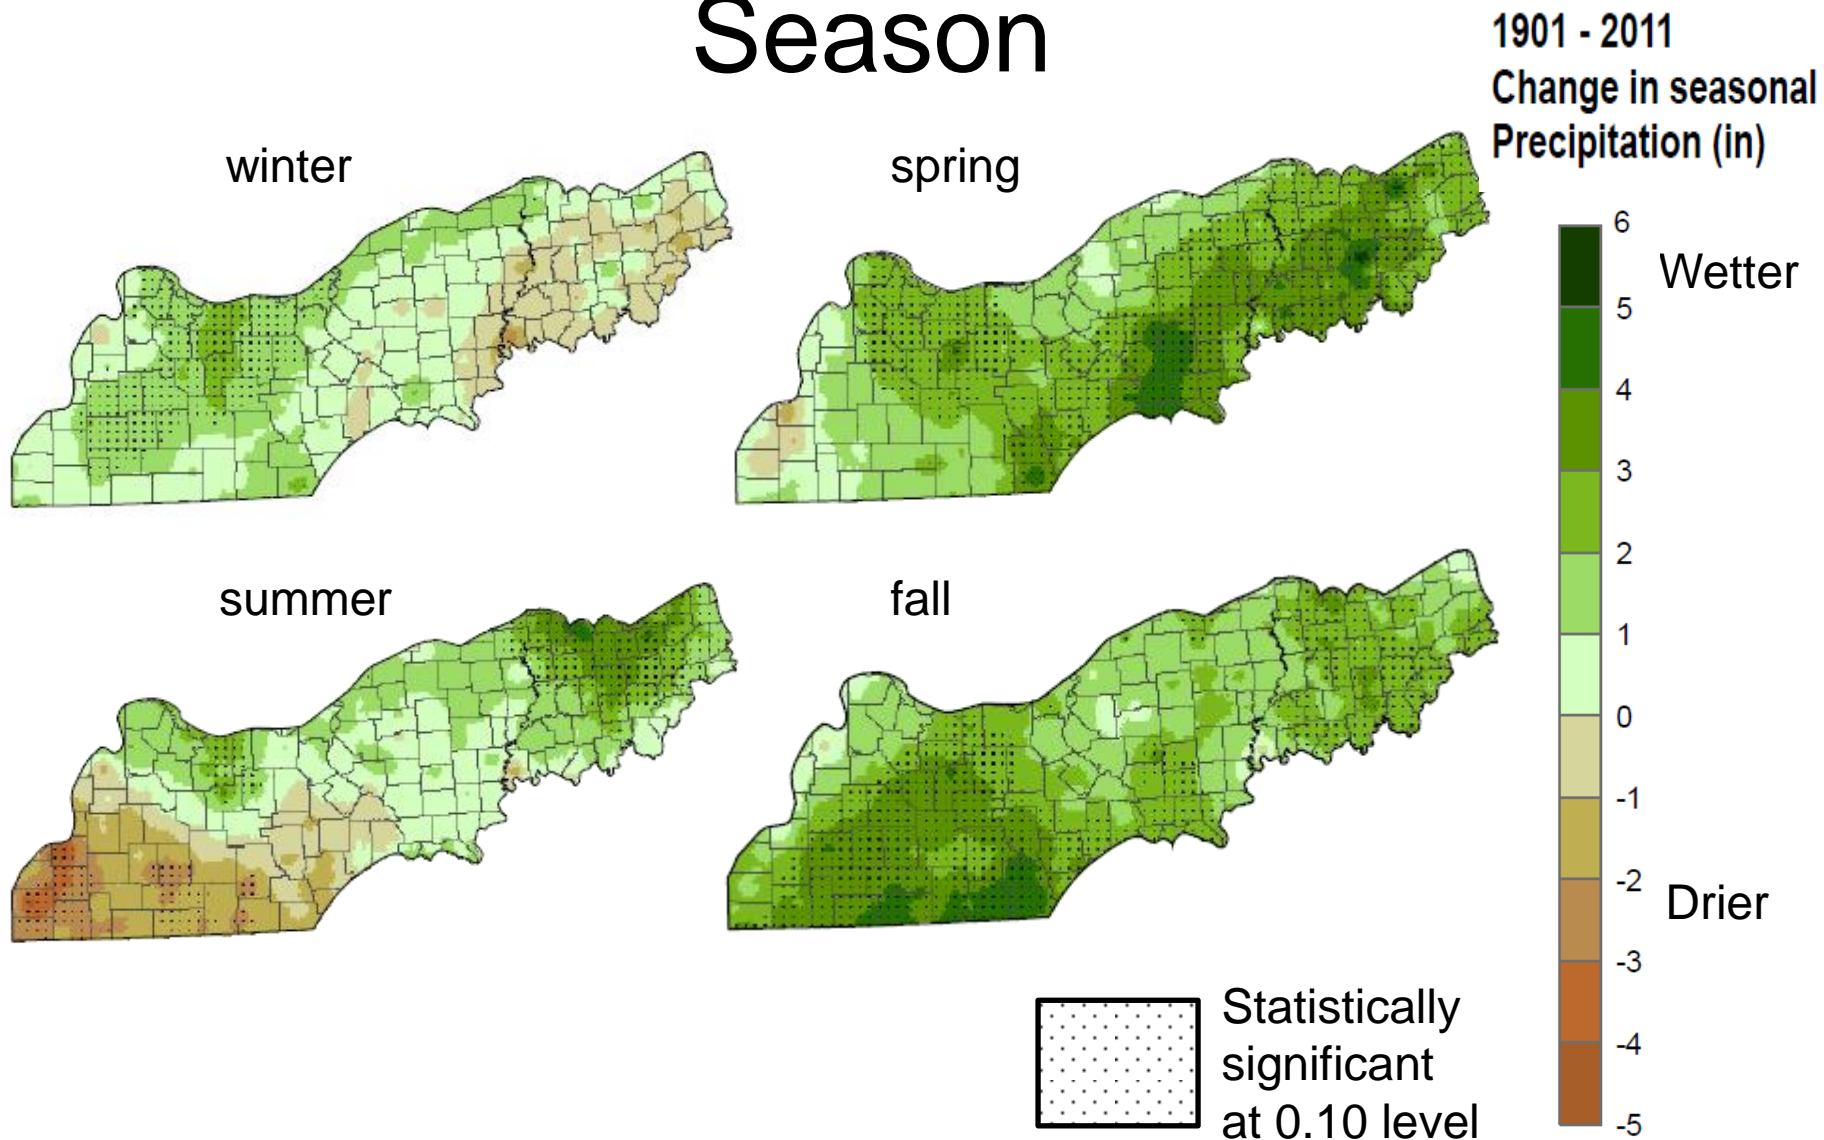 Season
1901 - 2011
Change in seasonal
Precipitation (in)
winter
spring
summer
fall
6
5
4
3
2
1
0
-1
-2
-3
-4
-5
Wetter
Drier
Statistically
significant
at 0.10 level